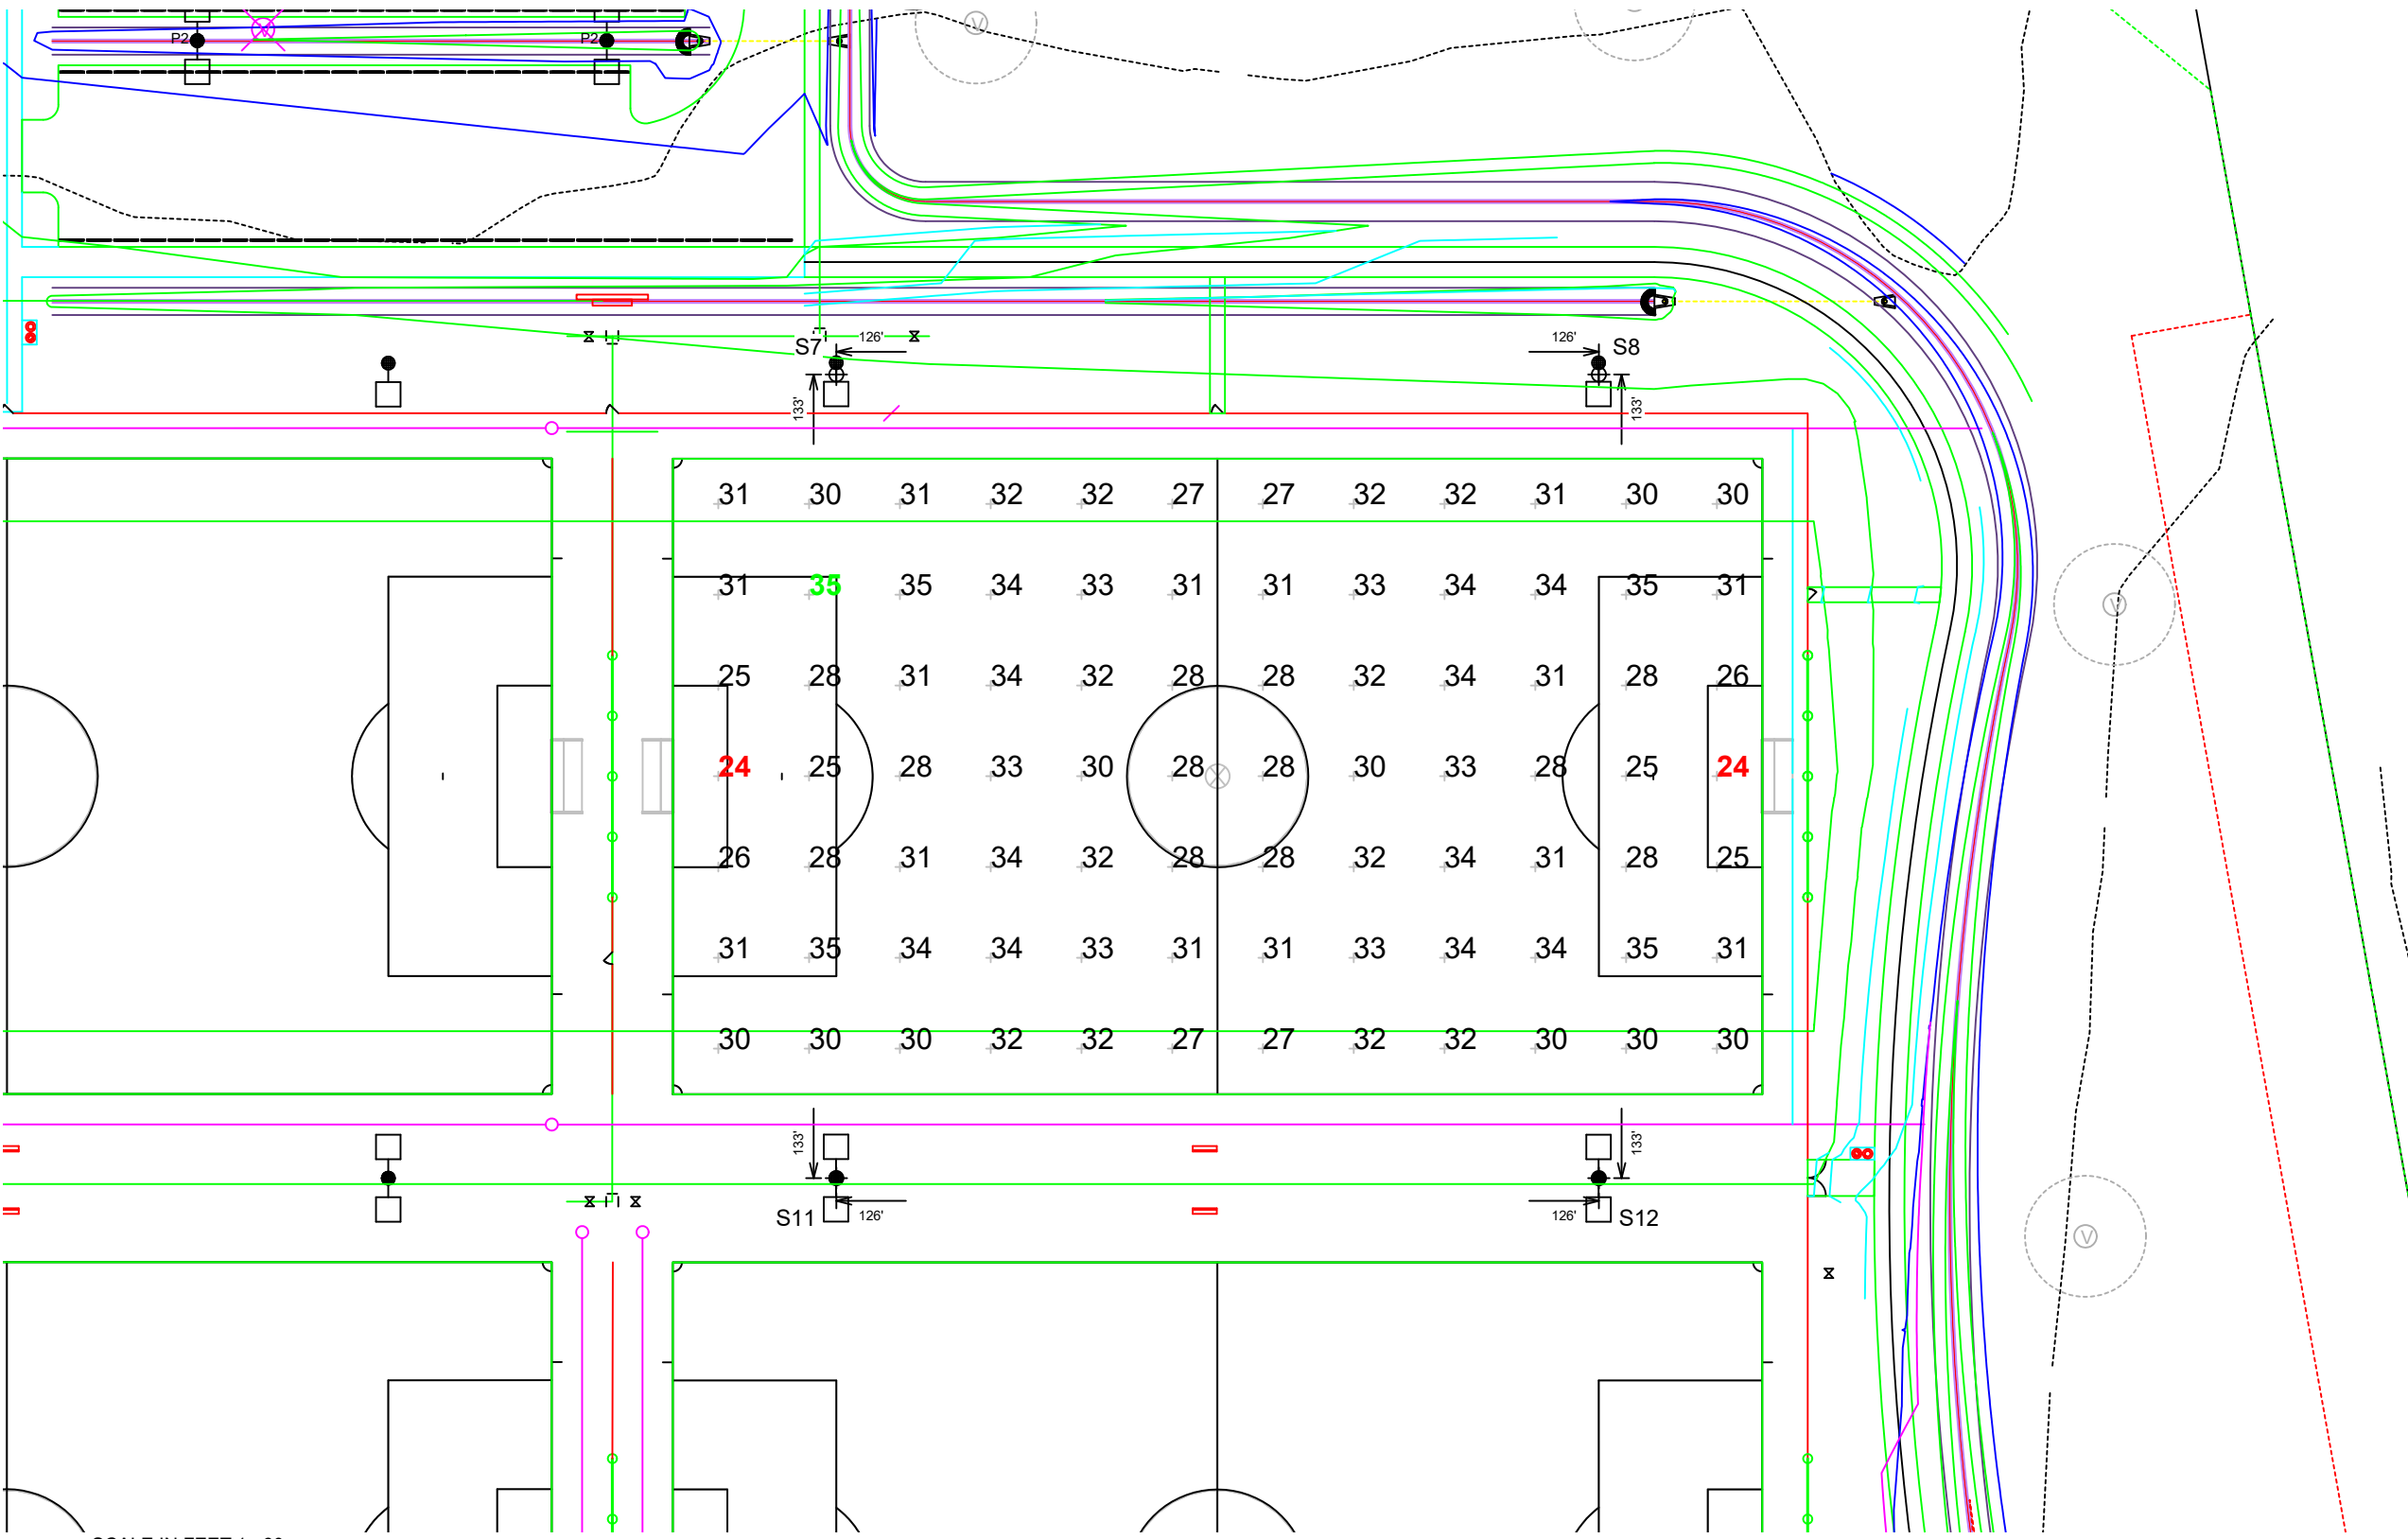 P2 P2
V V
S7 126' 126' S8
133' 133'
31 30 31 32 32 27 27 32 32 31 30 30
31 35 35 34 33 31 31 33 34 34 35 31
25 28 31 34 32 28 28 32 34 31 28 26
V
24 25 28 33 30 28 28 30 33 28 25 24
26 28 31 34 32 28 28 32 34 31 28 25
31 35 34 34 33 31 31 33 34 34 35 31
30 30 30 32 32 27 27 32 32 30 30 30
133' 133'
S11 126' 126' S12
V